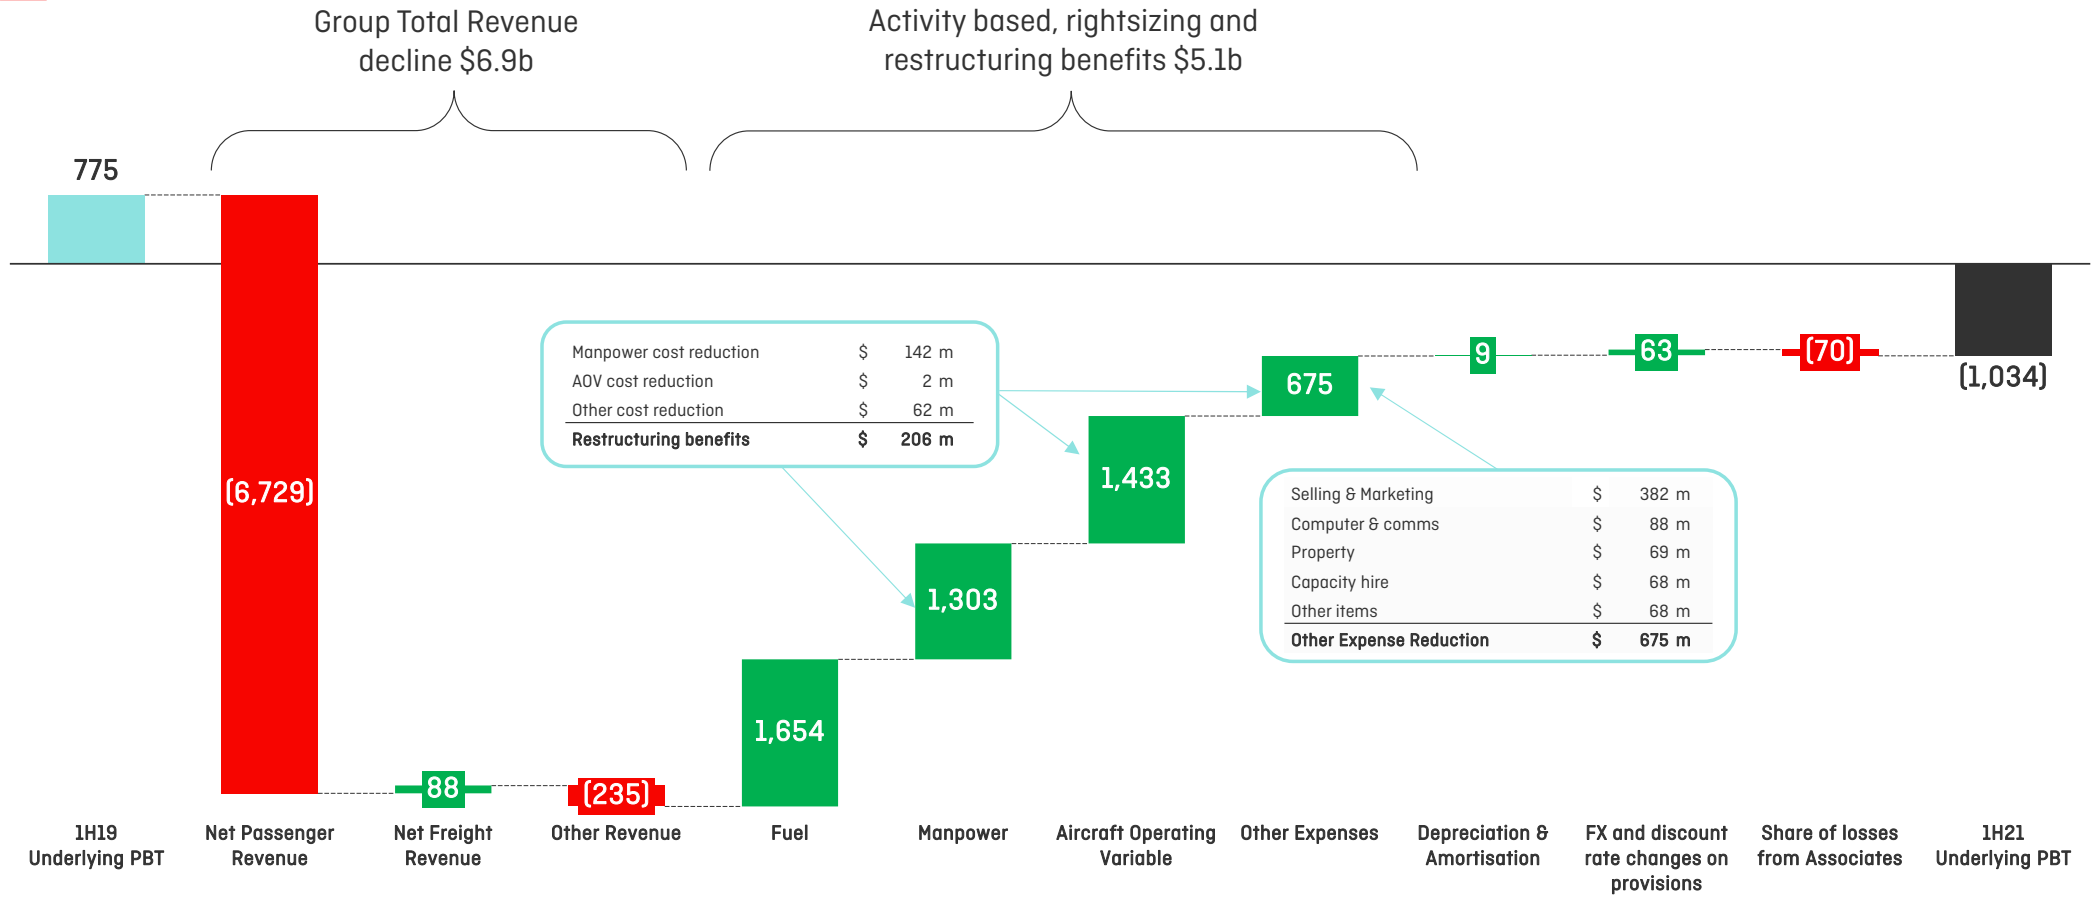 Group Total Revenue
decline $6.9b
Activity based, rightsizing and
restructuring benefits $5.1b
775
(6,729)
88
(235)
1,654
1,303
1,433
675
9
63
(70)
(1,034)
Manpower cost reduction $ 142 m
AOV cost reduction $ 2 m
Other cost reduction $ 62 m
Restructuring benefits $ 206 m
Selling & Marketing $ 382 m
Computer & comms $ 88 m
Property $ 69 m
Capacity hire $ 68 m
Other items $ 68 m
Other Expense Reduction $ 675 m
1H19
Underlying PBT
Net Passenger
Revenue
Net Freight
Revenue
Other Revenue
Fuel
Manpower
Aircraft Operating
Variable
Other Expenses
Depreciation &
Amortisation
FX and discount
rate changes on
provisions
Share of losses
from Associates
1H21
Underlying PBT